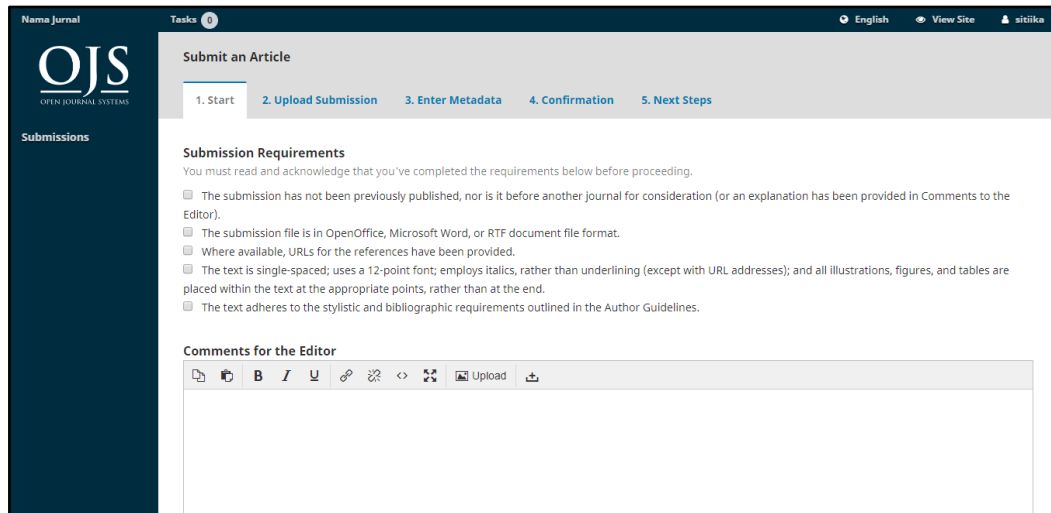 Nama Jurnal
Tasks 0
English
View Site
sitiika
OJS
OPEN JOURNAL SYSTEMS
Submissions
Submit an Article
1. Start
2. Upload Submission
3. Enter Metadata
4. Confirmation
5. Next Steps
Submission Requirements
You must read and acknowledge that you've completed the requirements below before proceeding.
The submission has not been previously published, nor is it before another journal for consideration (or an explanation has been provided in Comments to the
Editor).
The submission file is in OpenOffice, Microsoft Word, or RTF document file format.
Where available, URLs for the references have been provided.
The text is single-spaced; uses a 12-point font; employs italics, rather than underlining (except with URL addresses); and all illustrations, figures, and tables are
placed within the text at the appropriate points, rather than at the end.
The text adheres to the stylistic and bibliographic requirements outlined in the Author Guidelines.
Comments for the Editor
B I U <> Upload